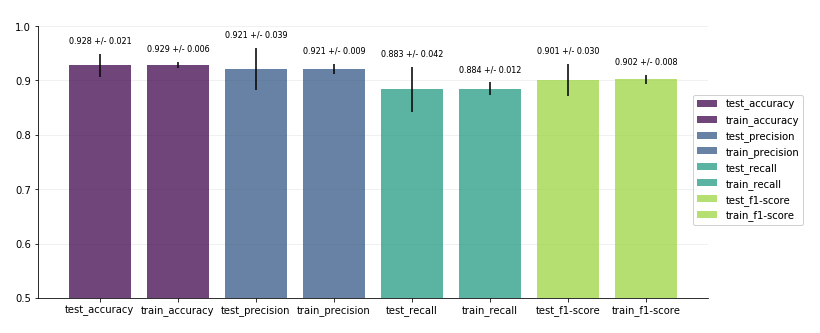 0.928 +/- 0.021
0.929 +/- 0.006
0.921 +/- 0.039
0.921 +/- 0.009
0.883 +/- 0.042
0.884 +/- 0.012
0.901 +/- 0.030
0.902 +/- 0.008
1.0
0.9
0.8
0.7
0.6
0.5
test_accuracy
train_accuracy
test_precision
train_precision
test_recall
train_recall
test_f1-score
train_f1-score
test_accuracy
train_accuracy
test_precision
train_precision
test_recall
train_recall
test_f1-score
train_f1-score